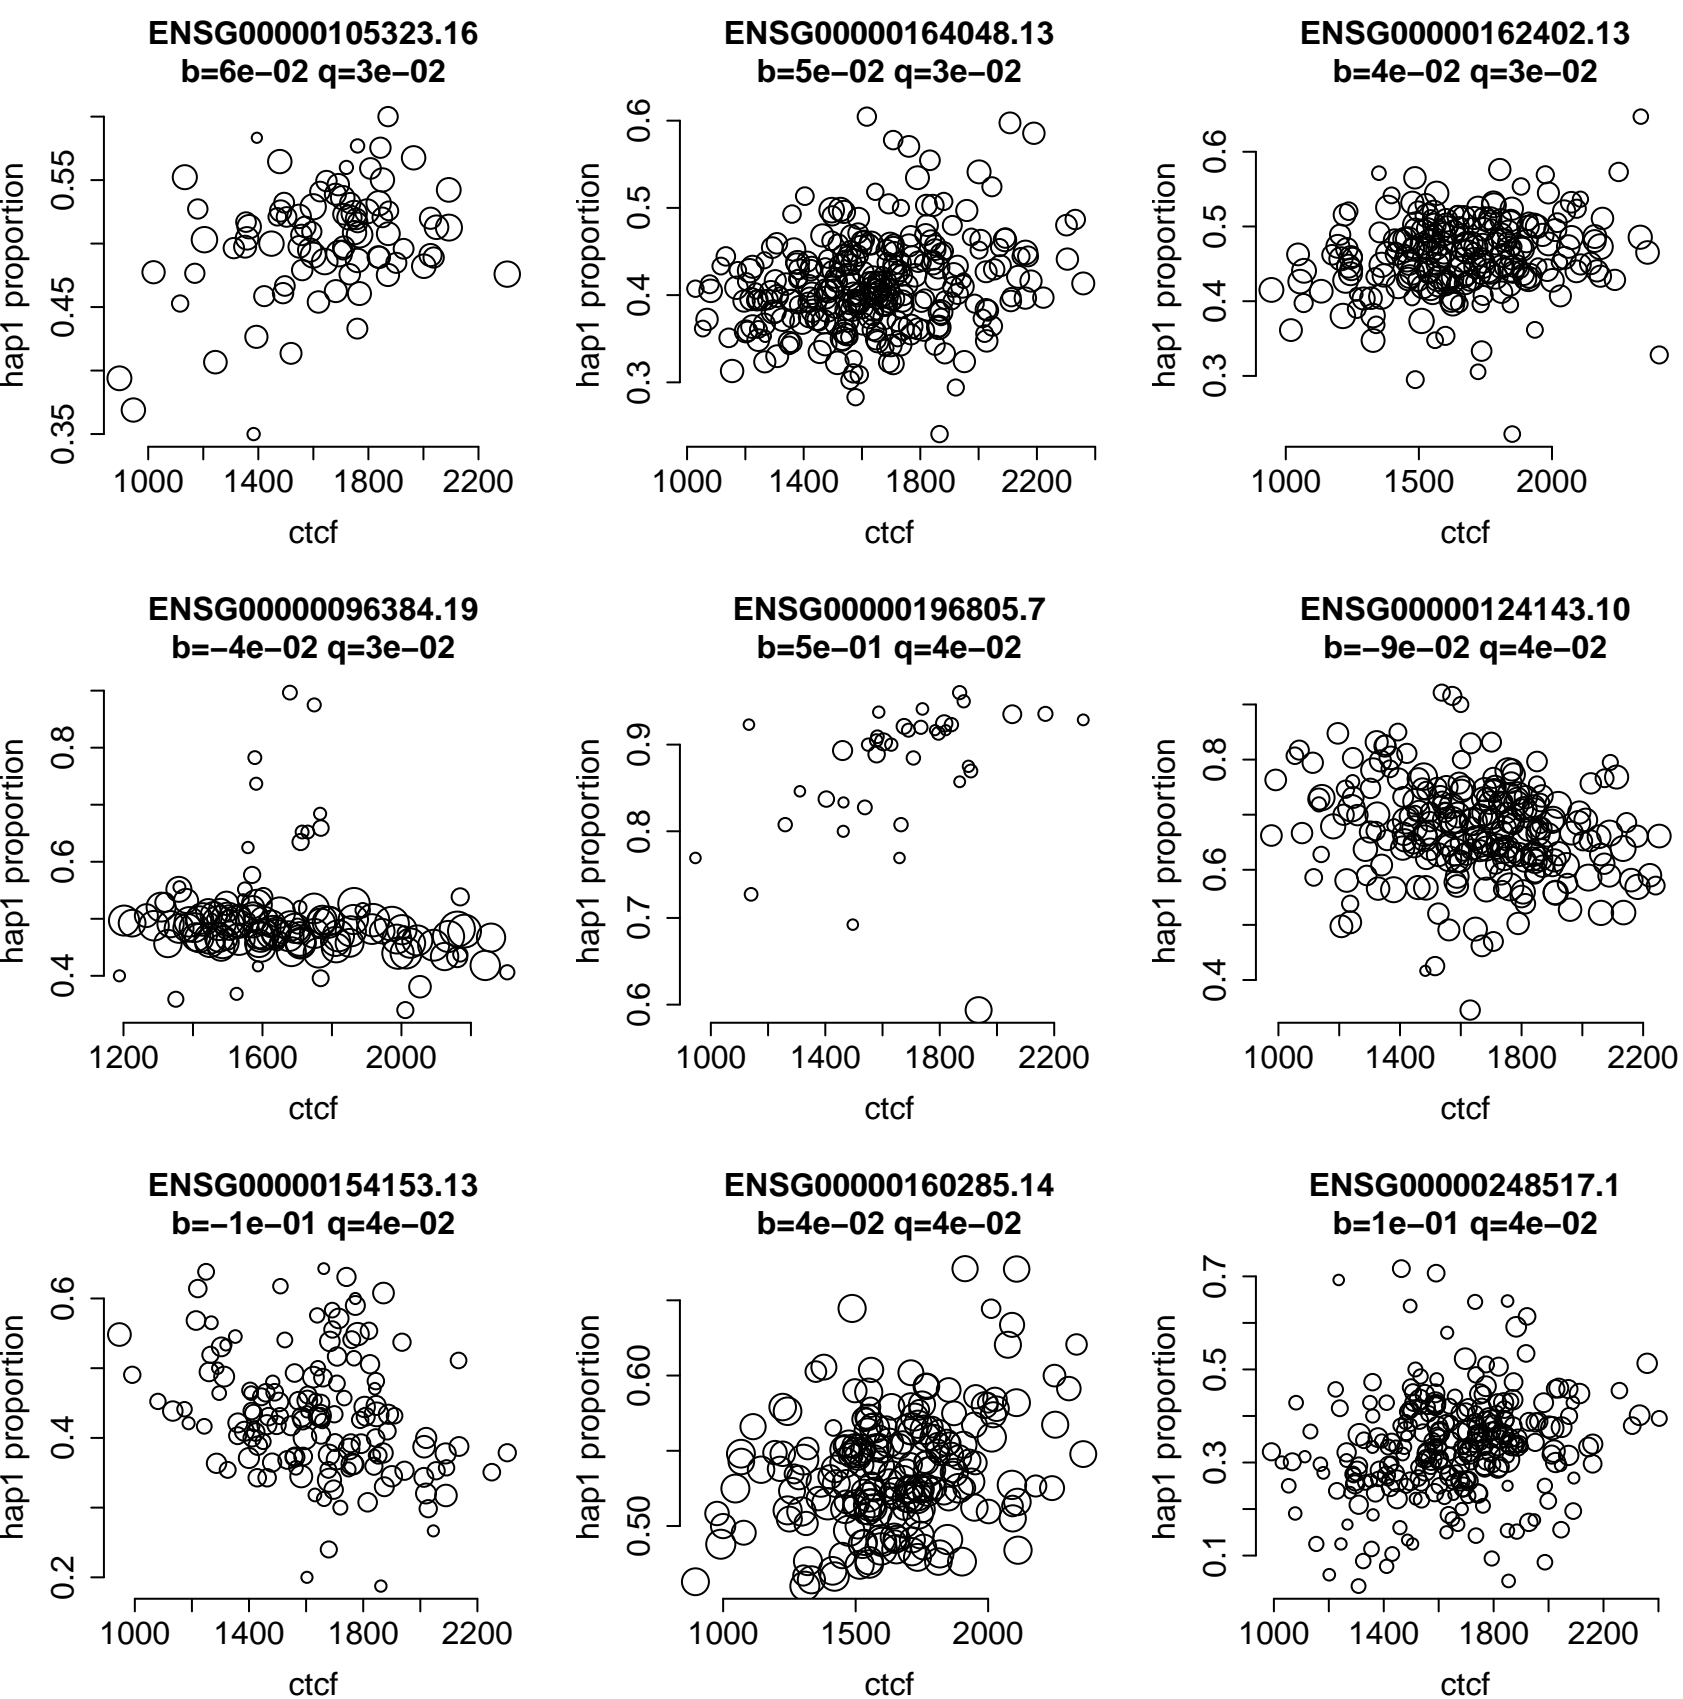 ENSG00000105323.16
b=6e−02 q=3e−02
hap1 proportion
0.35 0.45 0.55
1000 1400 1800 2200
ctcf
ENSG00000164048.13
b=5e−02 q=3e−02
hap1 proportion
0.3 0.4 0.5 0.6
1000 1400 1800 2200
ctcf
ENSG00000162402.13
b=4e−02 q=3e−02
hap1 proportion
0.3 0.4 0.5 0.6
1000 1500 2000
ctcf
ENSG00000096384.19
b=−4e−02 q=3e−02
hap1 proportion
0.4 0.6 0.8
1200 1600 2000
ctcf
ENSG00000196805.7
b=5e−01 q=4e−02
hap1 proportion
0.6 0.7 0.8 0.9
1000 1400 1800 2200
ctcf
ENSG00000124143.10
b=−9e−02 q=4e−02
hap1 proportion
0.4 0.6 0.8
1000 1400 1800 2200
ctcf
ENSG00000154153.13
b=−1e−01 q=4e−02
hap1 proportion
0.2 0.4 0.6
1000 1400 1800 2200
ctcf
ENSG00000160285.14
b=4e−02 q=4e−02
hap1 proportion
0.50 0.60
1000 1500 2000
ctcf
ENSG00000248517.1
b=1e−01 q=4e−02
hap1 proportion
0.1 0.3 0.5 0.7
1000 1400 1800 2200
ctcf